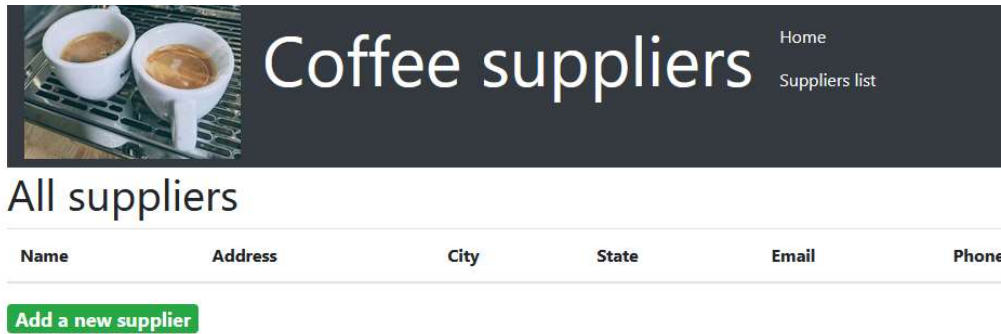 Coffee suppliers
Home
Suppliers list
All suppliers
Name Address City State Email Phone
Add a new supplier